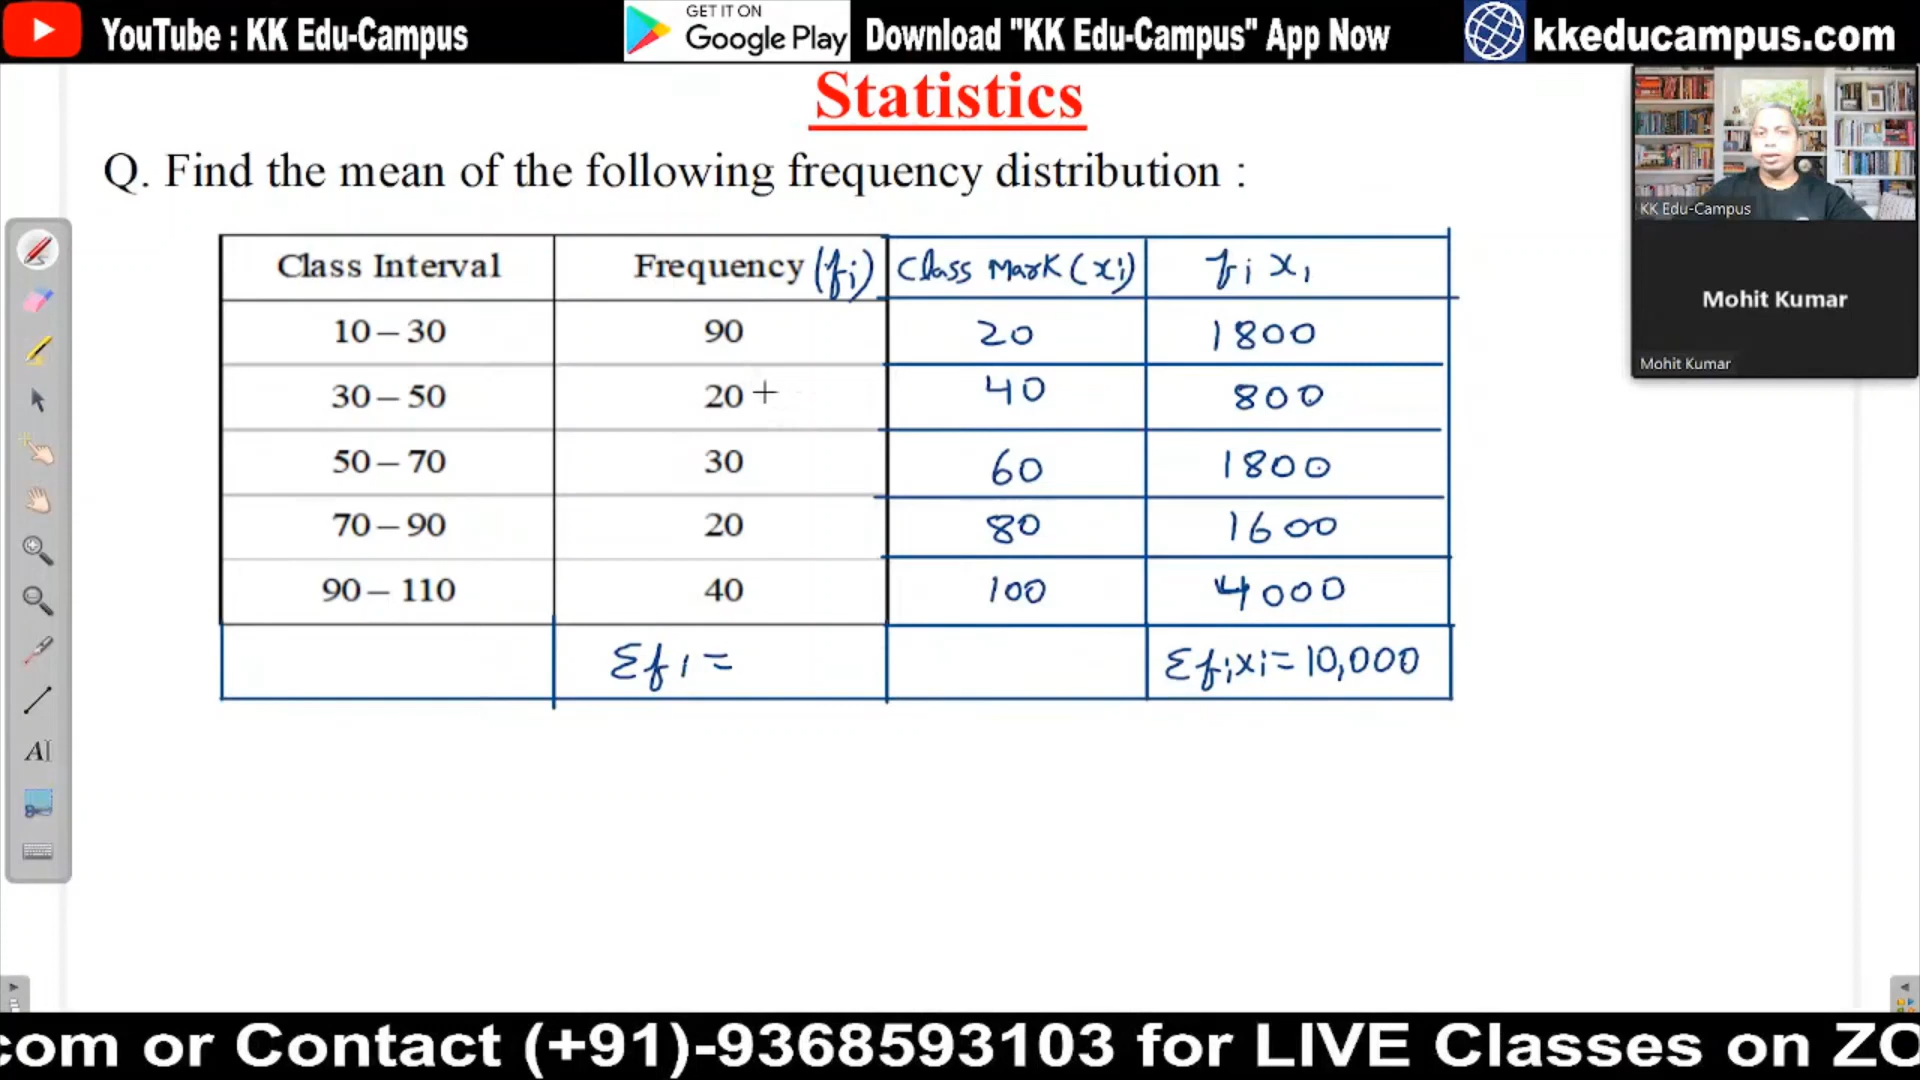 YouTube : KK Edu-Campus
GET IT ON
Google Play
Download "KK Edu-Campus" App Now
kkeducampus.com
Statistics
Q. Find the mean of the following frequency distribution :
KK Edu-Campus
Mohit Kumar
Mohit Kumar
Class Interval Frequency (fi) Class Mark (xi) fi xi
10 – 30 90 20 1800
30 – 50 20 40 800
50 – 70 30 60 1800
70 – 90 20 80 1600
90 – 110 40 100 4000
Σfi = Σfixi = 10,000
AI
com or Contact (+91)-9368593103 for LIVE Classes on ZO